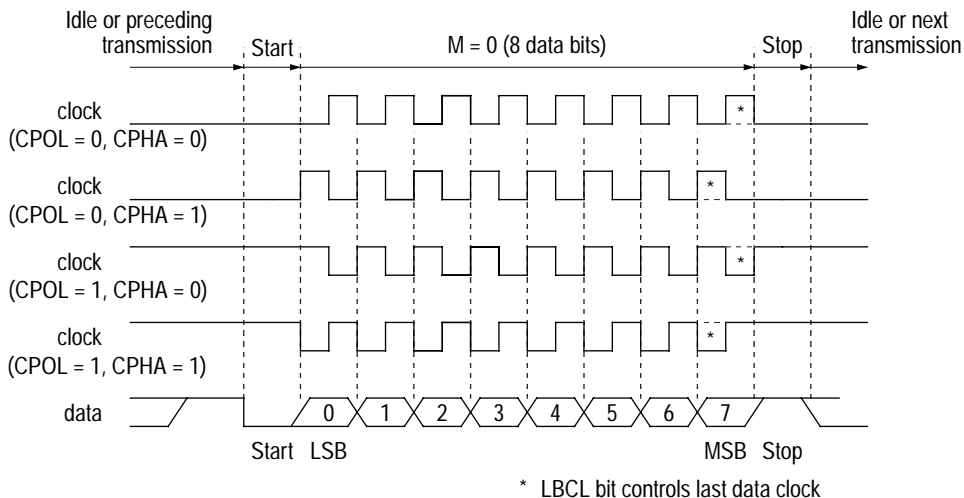 Idle or preceding
transmission
Start
M = 0 (8 data bits)
Stop
Idle or next
transmission
clock
(CPOL = 0, CPHA = 0)
*
clock
(CPOL = 0, CPHA = 1)
*
clock
(CPOL = 1, CPHA = 0)
*
clock
(CPOL = 1, CPHA = 1)
*
data
0 1 2 3 4 5 6 7
Start LSB MSB Stop
* LBCL bit controls last data clock